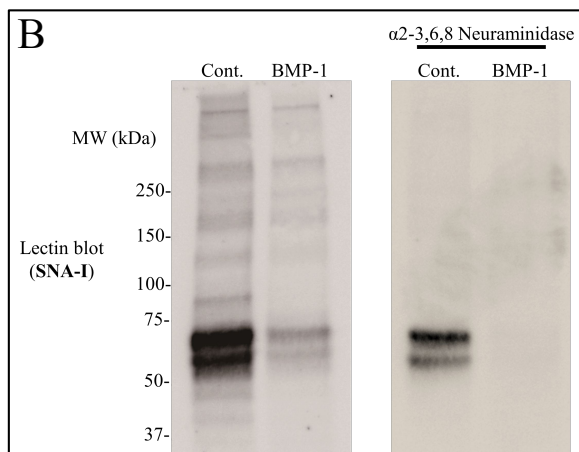 B
α2-3,6,8 Neuraminidase
Cont. BMP-1 Cont. BMP-1
MW (kDa)
250-
150-
Lectin blot
(SNA-I)
100-
75-
50-
37-